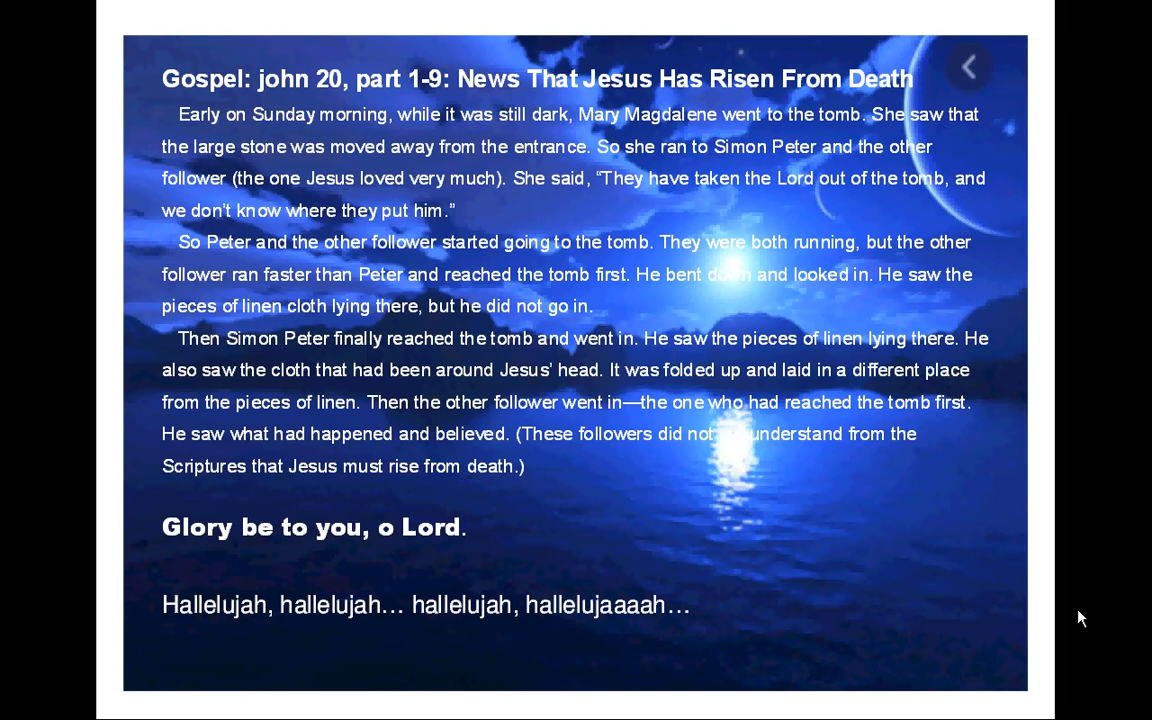 Gospel: john 20, part 1-9: News That Jesus Has Risen From Death
Early on Sunday morning, while it was still dark, Mary Magdalene went to the tomb. She saw that
the large stone was moved away from the entrance. So she ran to Simon Peter and the other
follower (the one Jesus loved very much). She said, “They have taken the Lord out of the tomb, and
we don’t know where they put him.”
So Peter and the other follower started going to the tomb. They were both running, but the other
follower ran faster than Peter and reached the tomb first. He bent down and looked in. He saw the
pieces of linen cloth lying there, but he did not go in.
Then Simon Peter finally reached the tomb and went in. He saw the pieces of linen lying there. He
also saw the cloth that had been around Jesus’ head. It was folded up and laid in a different place
from the pieces of linen. Then the other follower went in—the one who had reached the tomb first.
He saw what had happened and believed. (These followers did not understand from the
Scriptures that Jesus must rise from death.)
Glory be to you, o Lord.
Hallelujah, hallelujah… hallelujah, hallelujaaaah…